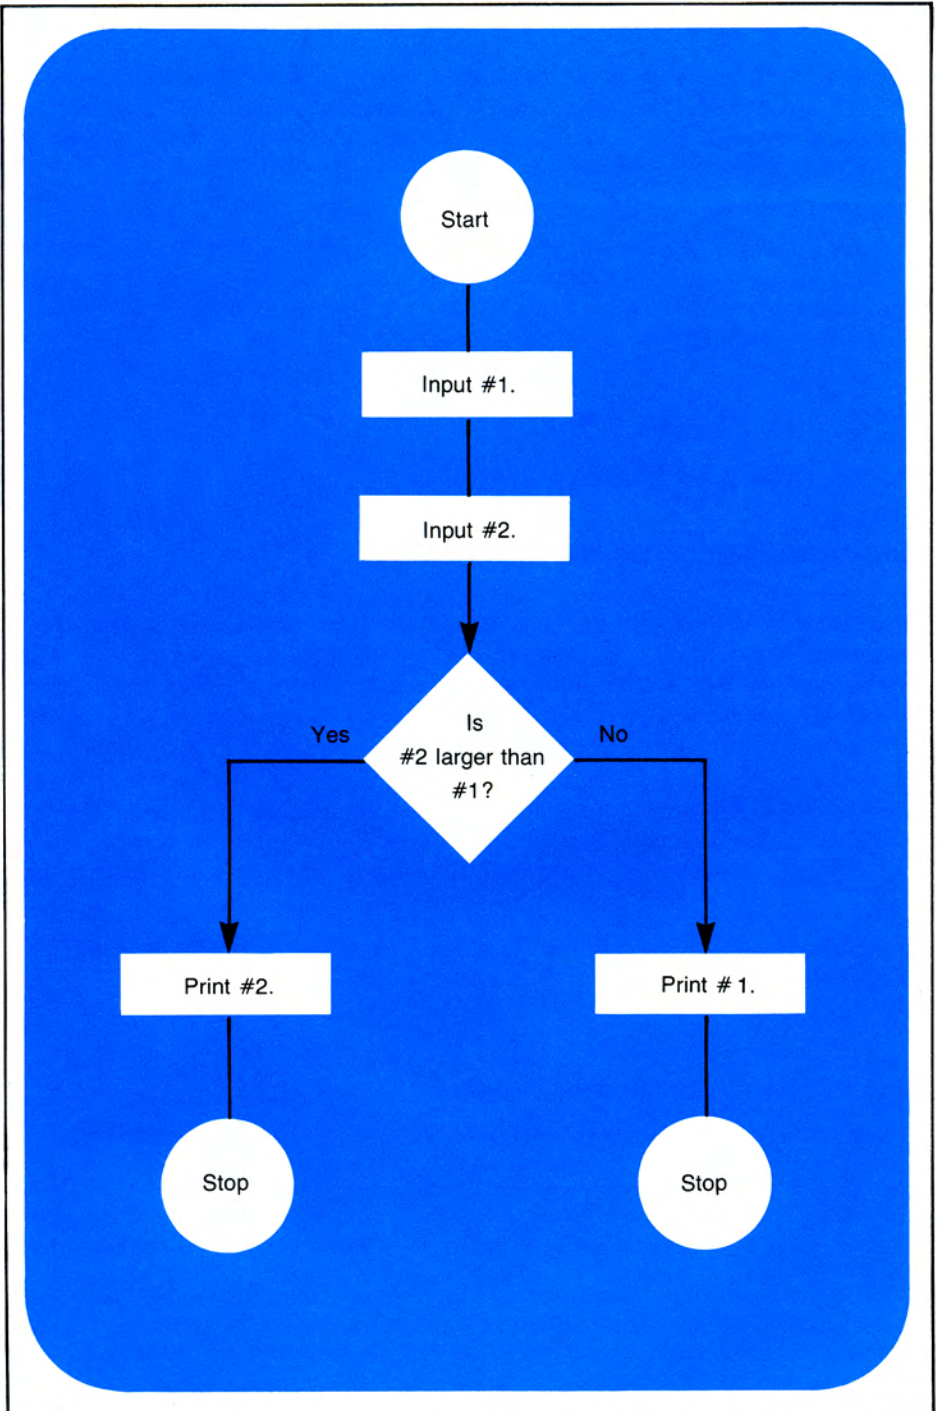 Start
Input #1.
Input #2.
Is
#2 larger than
#1?
Yes
No
Print #2.
Print # 1.
Stop
Stop